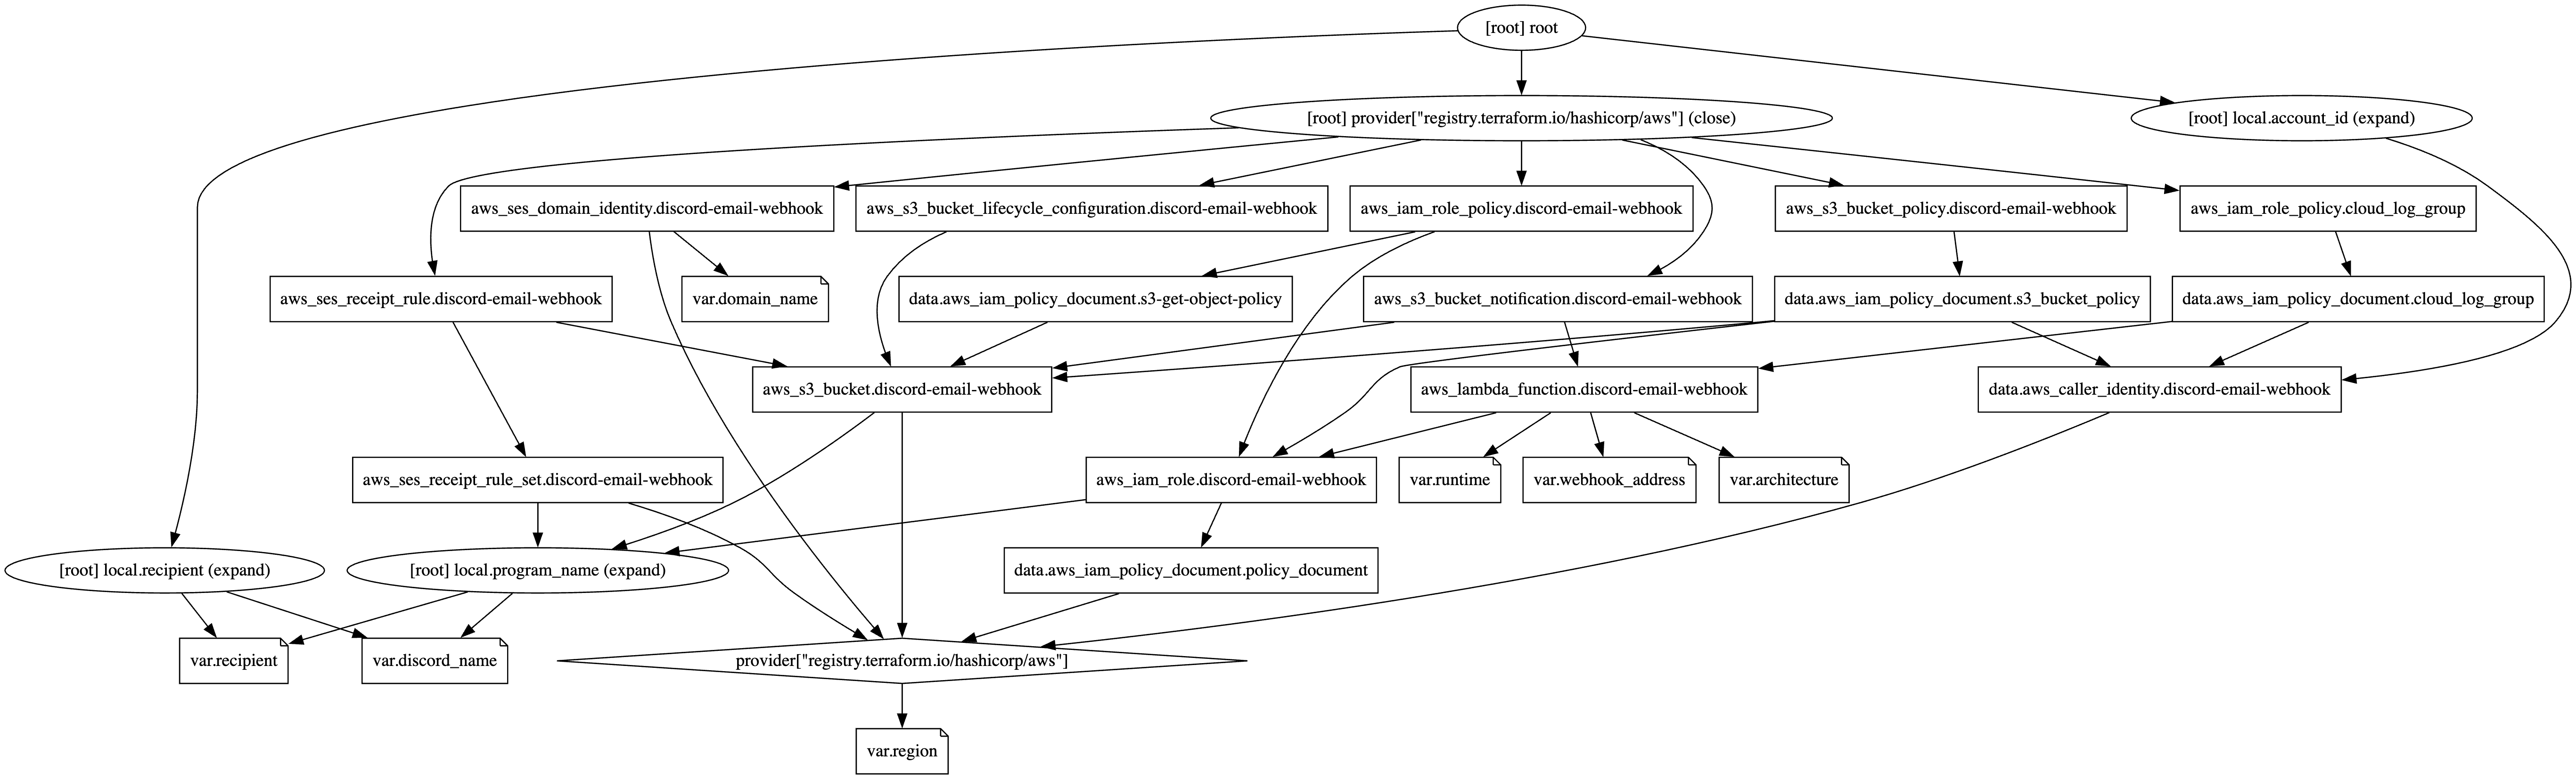 [root] root
[root] provider["registry.terraform.io/hashicorp/aws"] (close)
[root] local.account_id (expand)
aws_ses_domain_identity.discord-email-webhook
aws_s3_bucket_lifecycle_configuration.discord-email-webhook
aws_iam_role_policy.discord-email-webhook
aws_s3_bucket_policy.discord-email-webhook
aws_iam_role_policy.cloud_log_group
aws_ses_receipt_rule.discord-email-webhook
var.domain_name
data.aws_iam_policy_document.s3-get-object-policy
aws_s3_bucket_notification.discord-email-webhook
data.aws_iam_policy_document.s3_bucket_policy
data.aws_iam_policy_document.cloud_log_group
aws_s3_bucket.discord-email-webhook
aws_lambda_function.discord-email-webhook
data.aws_caller_identity.discord-email-webhook
aws_ses_receipt_rule_set.discord-email-webhook
aws_iam_role.discord-email-webhook
var.runtime
var.webhook_address
var.architecture
[root] local.recipient (expand)
[root] local.program_name (expand)
data.aws_iam_policy_document.policy_document
var.recipient
var.discord_name
provider["registry.terraform.io/hashicorp/aws"]
var.region